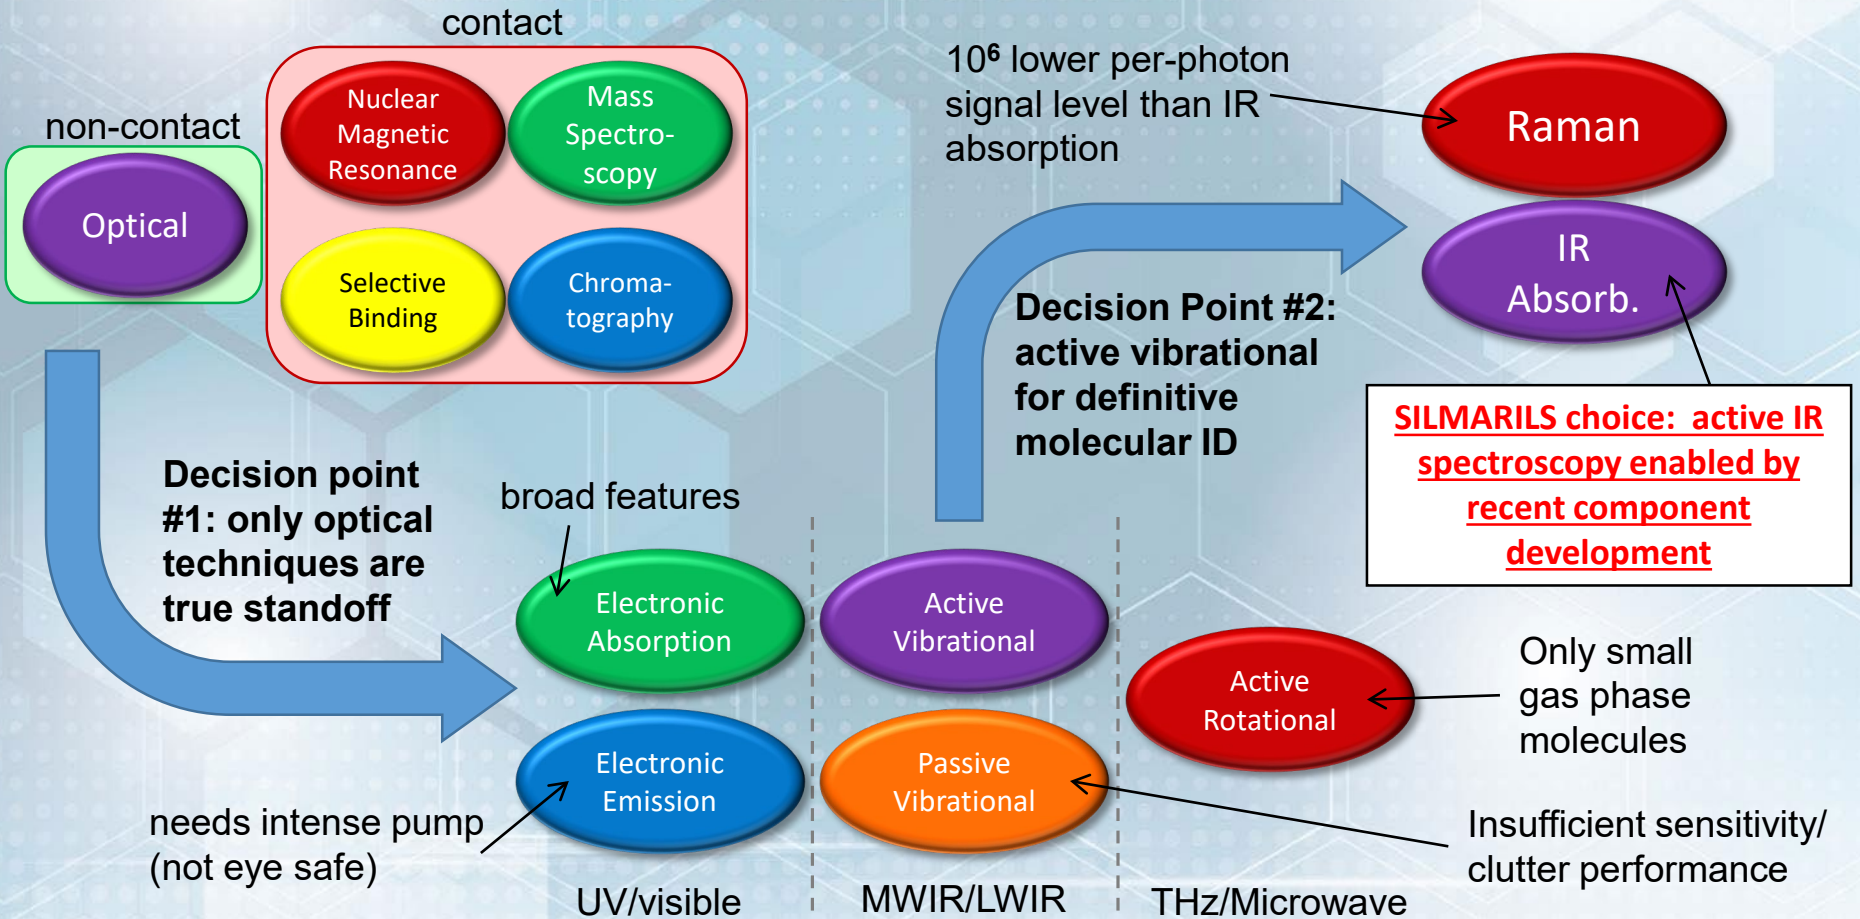 contact
non-contact
Optical
Nuclear
Magnetic
Resonance
Mass
Spectro-
scopy
Selective
Binding
Chroma-
tography
10⁶ lower per-photon
signal level than IR
absorption
Raman
IR
Absorb.
Decision Point #2:
active vibrational
for definitive
molecular ID
SILMARILS choice: active IR
spectroscopy enabled by
recent component
development
Decision point
#1: only optical
techniques are
true standoff
broad features
Electronic
Absorption
Active
Vibrational
Active
Rotational
Only small
gas phase
molecules
Electronic
Emission
Passive
Vibrational
needs intense pump
(not eye safe)
Insufficient sensitivity/
clutter performance
UV/visible
MWIR/LWIR
THz/Microwave